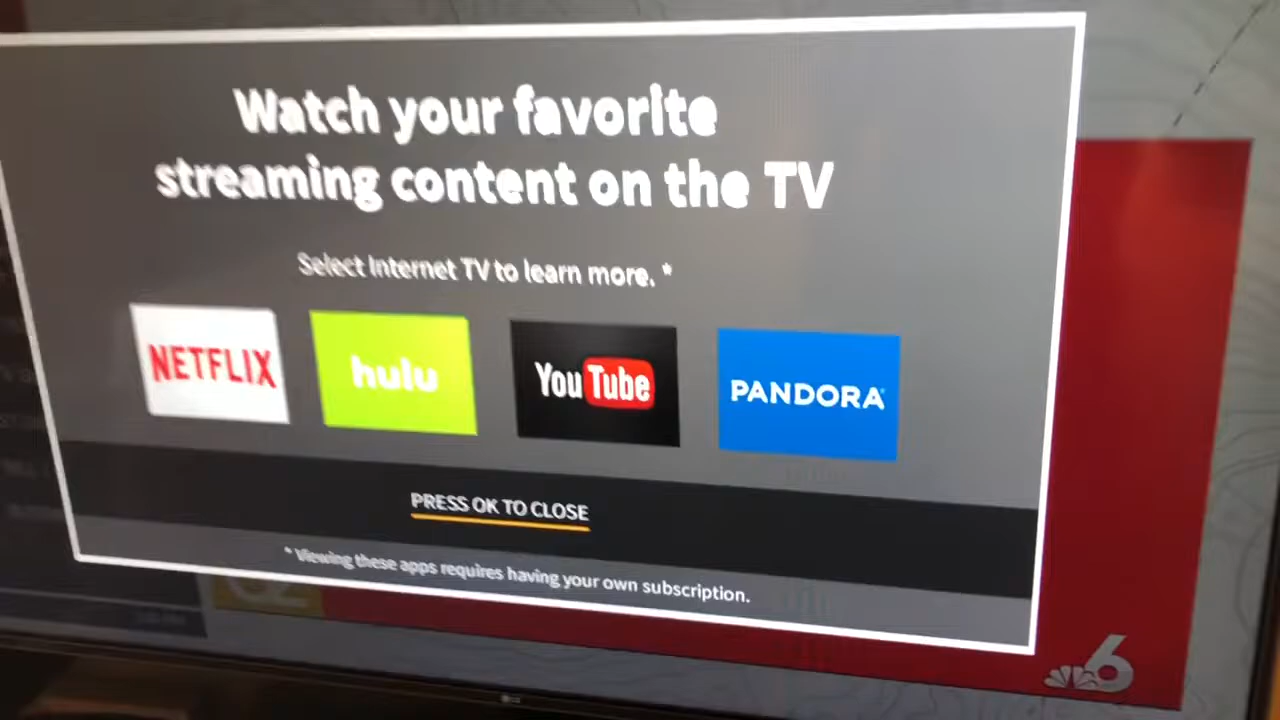 Watch your favorite
streaming content on the TV
Select Internet TV to learn more. *
NETFLIX
hulu
YouTube
PANDORA
PRESS OK TO CLOSE
* Viewing these apps requires having your own subscription.
6
LG